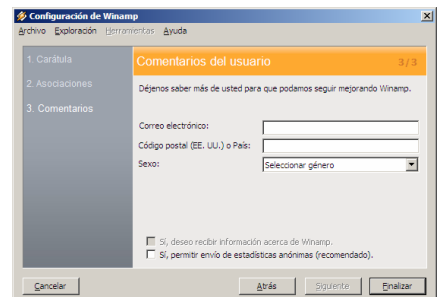 Configuración de Winamp
Archivo Exploración Herramientas Ayuda
1. Carátula
2. Asociaciones
3. Comentarios
Comentarios del usuario 3/3
Déjenos saber más de usted para que podamos seguir mejorando Winamp.
Correo electrónico:
Código postal (EE. UU.) o País:
Sexo: Seleccionar género
Sí, deseo recibir información acerca de Winamp.
Sí, permitir envío de estadísticas anónimas (recomendado).
Cancelar Atrás Siguiente Finalizar